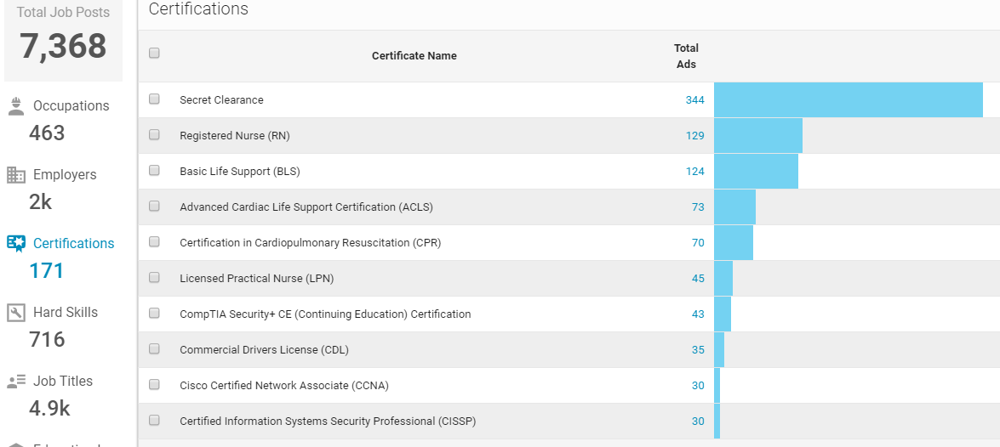 Total Job Posts
7,368
Occupations
463
Employers
2k
Certifications
171
Hard Skills
716
Job Titles
4.9k
Certifications
Certificate Name Total
Ads
Secret Clearance 344
Registered Nurse (RN) 129
Basic Life Support (BLS) 124
Advanced Cardiac Life Support Certification (ACLS) 73
Certification in Cardiopulmonary Resuscitation (CPR) 70
Licensed Practical Nurse (LPN) 45
CompTIA Security+ CE (Continuing Education) Certification 43
Commercial Drivers License (CDL) 35
Cisco Certified Network Associate (CCNA) 30
Certified Information Systems Security Professional (CISSP) 30